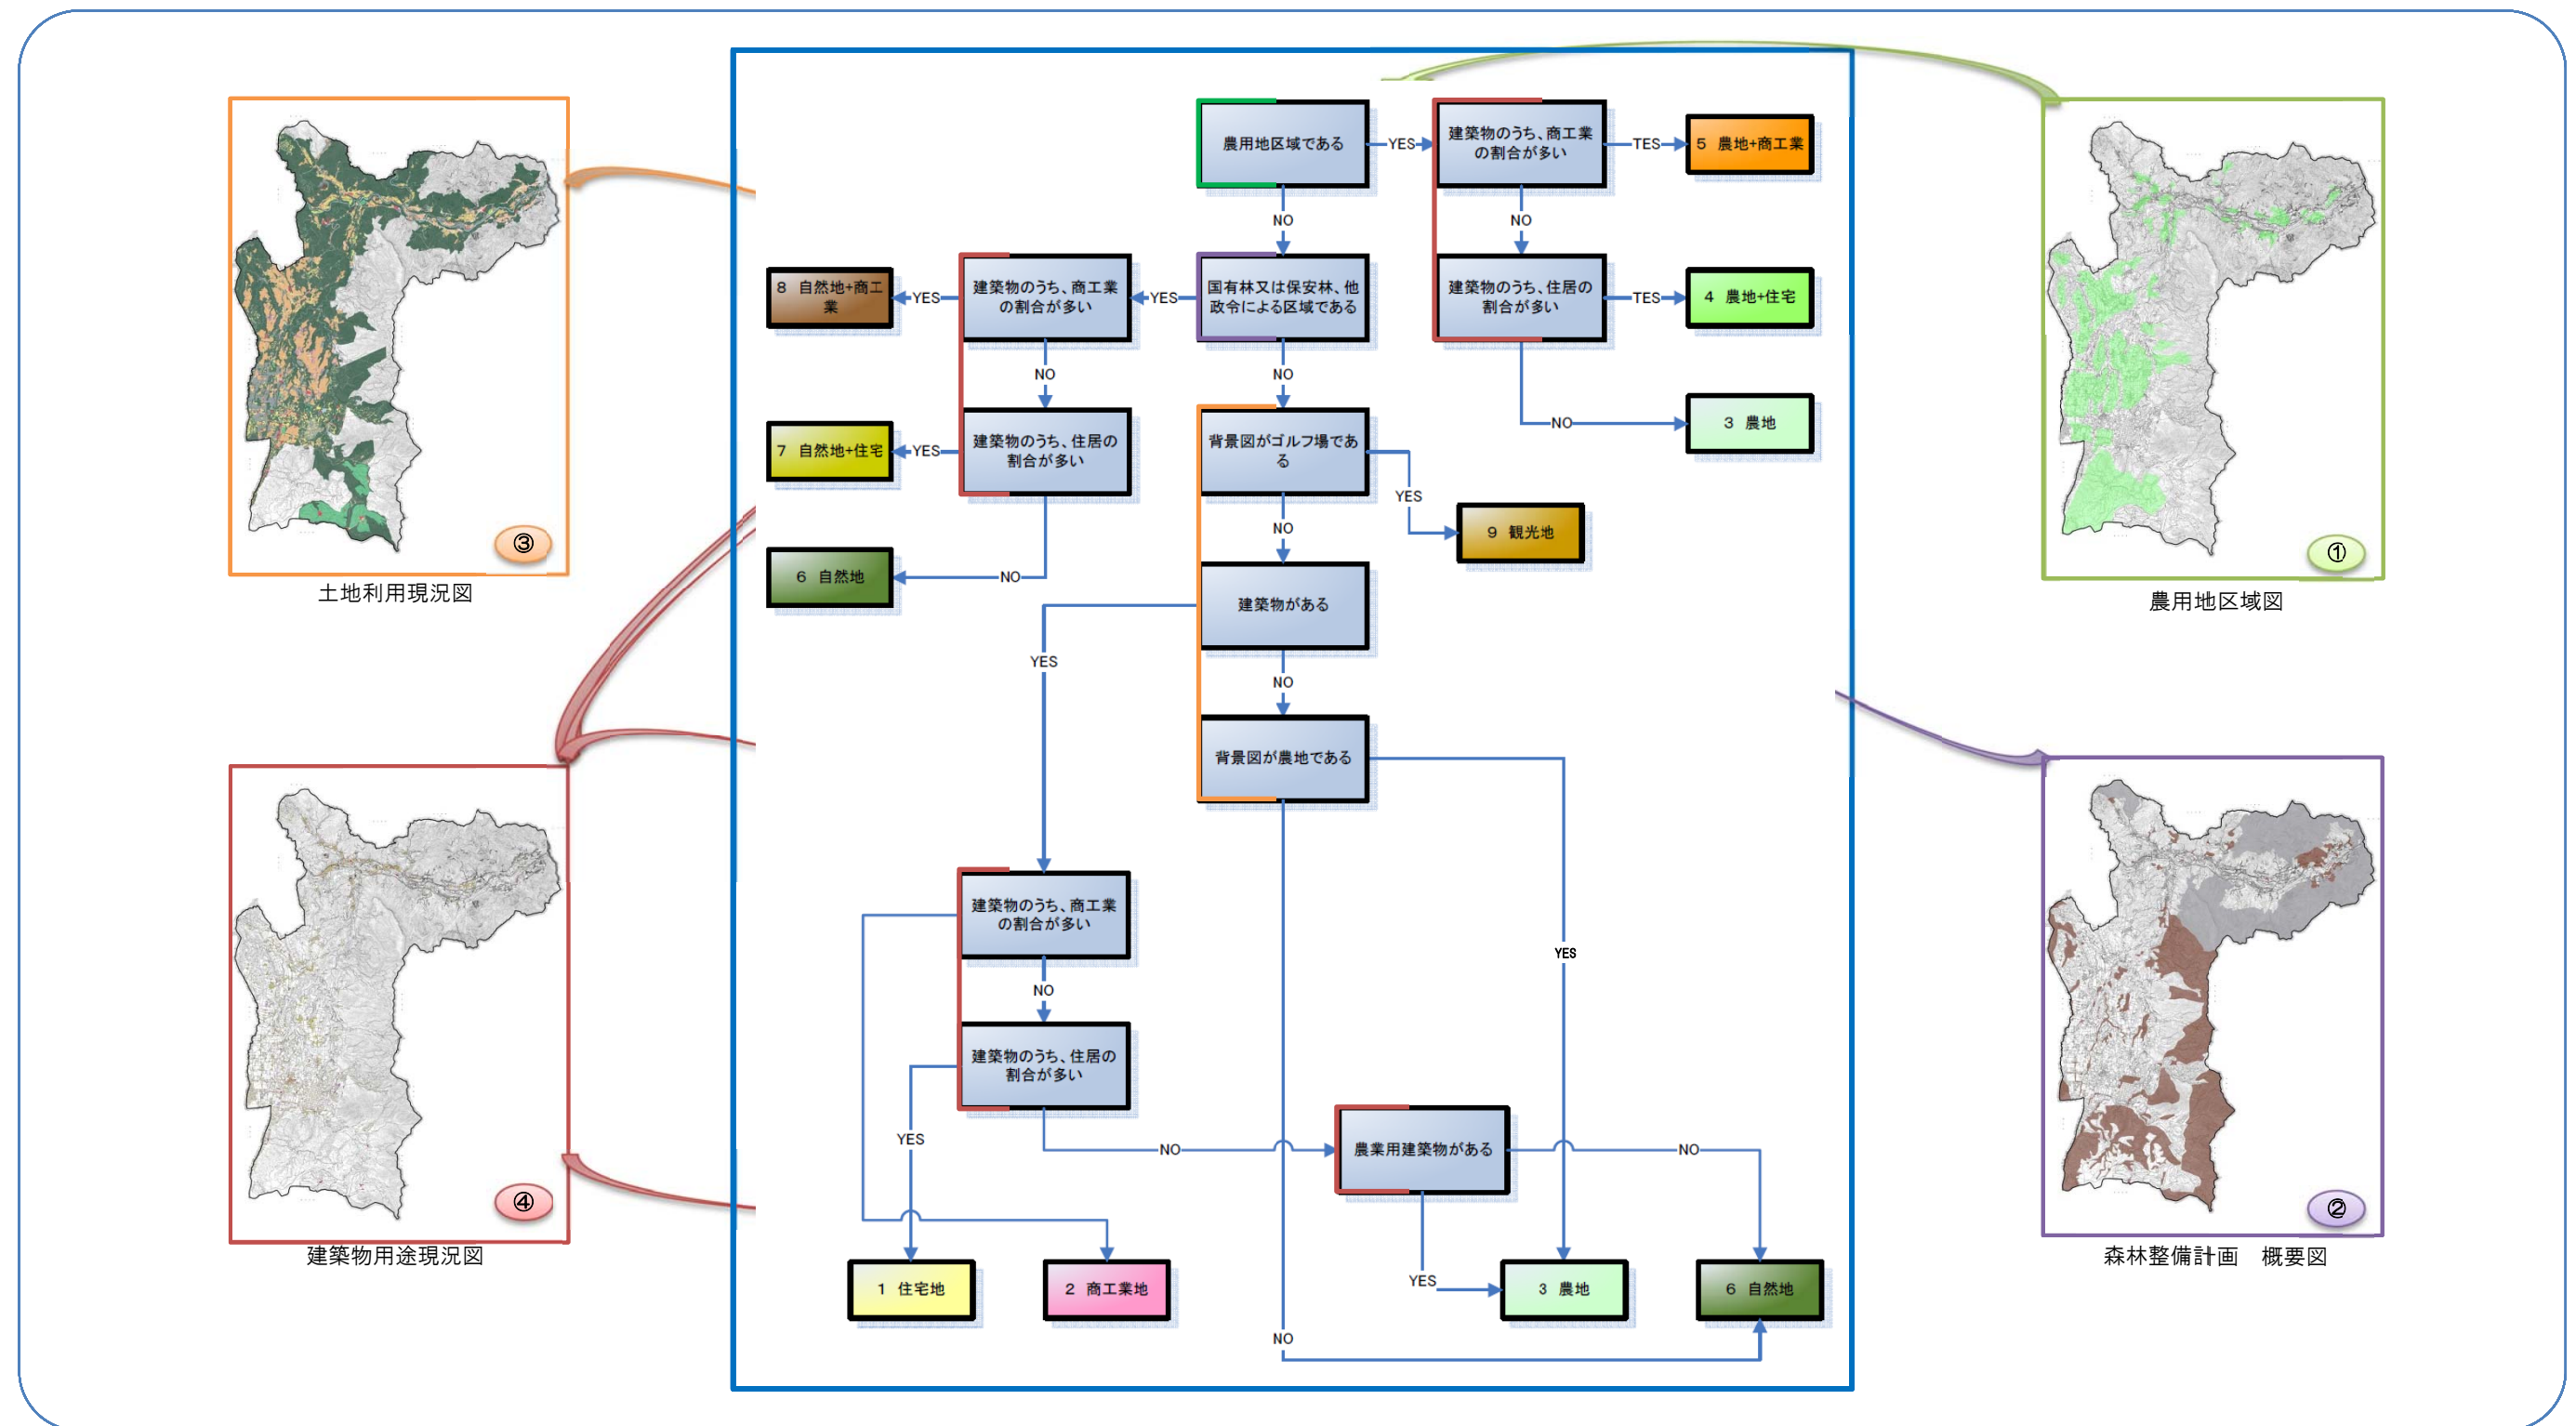 農用地区域である
YES
建築物のうち、商工業
の割合が多い
TES
5 農地+商工業
NO
NO
8 自然地+商工
業
YES
建築物のうち、商工業
の割合が多い
YES
国有林又は保安林、他
政令による区域である
建築物のうち、住居の
割合が多い
TES
4 農地+住宅
NO
NO
7 自然地+住宅
YES
建築物のうち、住居の
割合が多い
背景図がゴルフ場であ
る
NO
3 農地
YES
NO
9 観光地
6 自然地
NO
建築物がある
YES
NO
背景図が農地である
建築物のうち、商工業
の割合が多い
YES
NO
建築物のうち、住居の
割合が多い
YES
NO
農業用建築物がある
NO
YES
1 住宅地
2 商工業地
3 農地
6 自然地
NO
③
土地利用現況図
①
農用地区域図
④
建築物用途現況図
②
森林整備計画 概要図